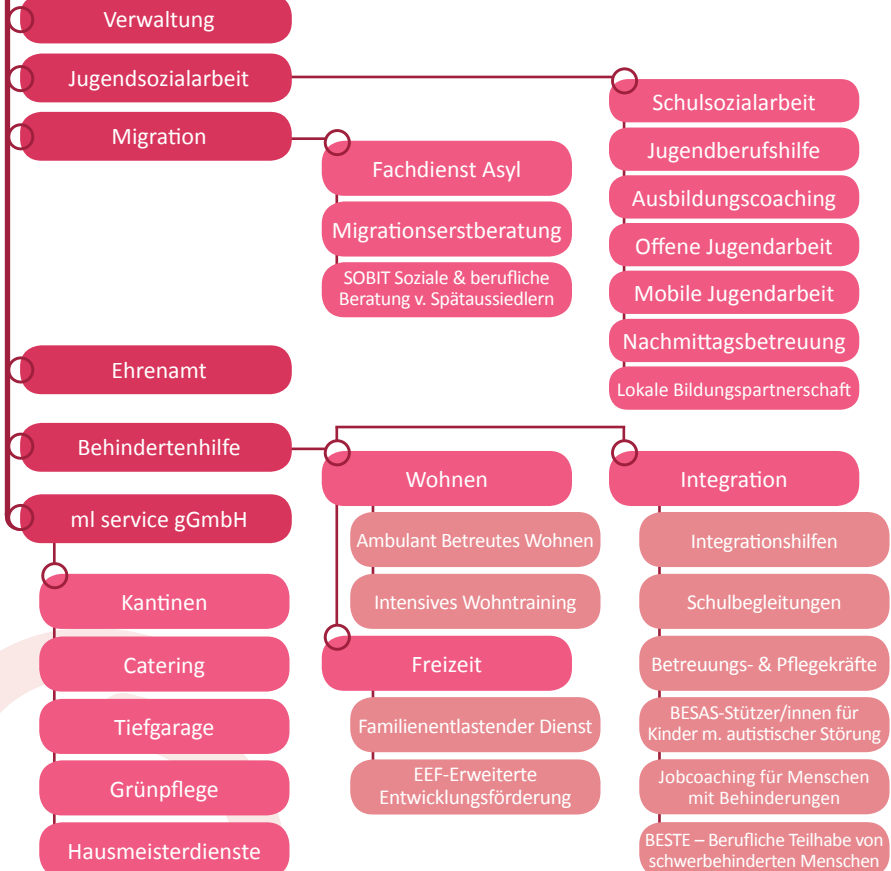 Verwaltung
Jugendsozialarbeit
Schulsozialarbeit
Jugendberufshilfe
Ausbildungscoaching
Offene Jugendarbeit
Mobile Jugendarbeit
Nachmittagsbetreuung
Lokale Bildungspartnerschaft
Migration
Fachdienst Asyl
Migrationserstberatung
SOBIT Soziale & berufliche
Beratung v. Spätaussiedlern
Ehrenamt
Behindertenhilfe
Wohnen
Ambulant Betreutes Wohnen
Intensives Wohntraining
Freizeit
Familienentlastender Dienst
EEF-Erweiterte
Entwicklungsförderung
Integration
Integrationshilfen
Schulbegleitungen
Betreuungs- & Pflegekräfte
BESAS-Stützer/innen für
Kinder m. autistischer Störung
Jobcoaching für Menschen
mit Behinderungen
BESTE – Berufliche Teilhabe von
schwerbehinderten Menschen
ml service gGmbH
Kantinen
Catering
Tiefgarage
Grünpflege
Hausmeisterdienste